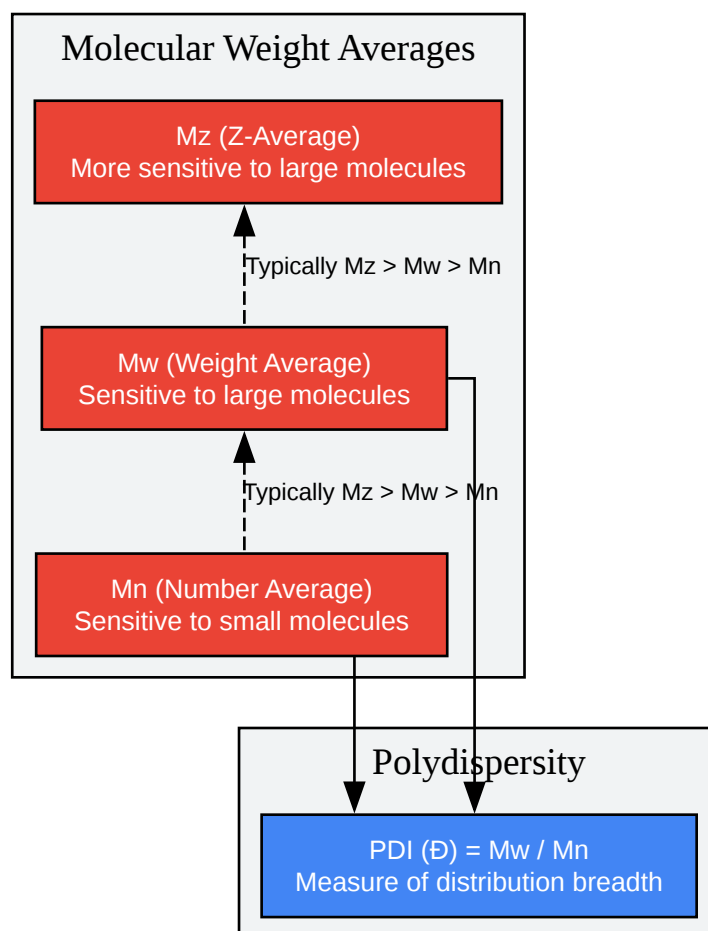 Molecular Weight Averages
Mz (Z-Average)
More sensitive to large molecules
Typically Mz > Mw > Mn
Mw (Weight Average)
Sensitive to large molecules
Typically Mz > Mw > Mn
Mn (Number Average)
Sensitive to small molecules
Polydispersity
PDI (Đ) = Mw / Mn
Measure of distribution breadth